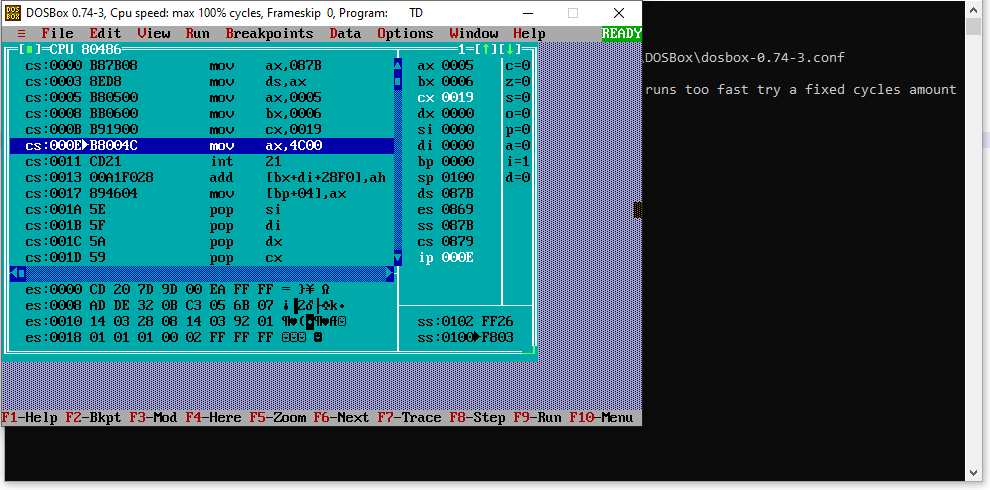 DOSBox 0.74-3, Cpu speed: max 100% cycles, Frameskip 0, Program: TD
≡ File Edit View Run Breakpoints Data Options Window Help READY
[■]=CPU 80486 1=[↑][↓]
cs:0000 B87B08 mov ax,087B ax 0005 c=0
cs:0003 8ED8 mov ds,ax bx 0006 z=0
\DOSBox\dosbox-0.74-3.conf
cs:0005 B80500 mov ax,0005 cx 0019 s=0
runs too fast try a fixed cycles amount
cs:0008 BB0600 mov bx,0006 dx 0000 o=0
cs:000B B91900 mov cx,0019 si 0000 p=0
cs:000E►B8004C mov ax,4C00 di 0000 a=0
cs:0011 CD21 int 21 bp 0000 i=1
cs:0013 00A1F028 add [bx+di+28F0],ah sp 0100 d=0
cs:0017 894604 mov [bp+04],ax ds 087B
cs:001A 5E pop si es 0869
cs:001B 5F pop di ss 087B
cs:001C 5A pop dx cs 0879
cs:001D 59 pop cx ip 000E
es:0000 CD 20 7D 9D 00 EA FF FF = }¥ Ω
es:0008 AD DE 32 0B C3 05 6B 07
es:0010 14 03 28 08 14 03 92 01 ss:0102 FF26
es:0018 01 01 01 00 02 FF FF FF ss:0100►F803
F1-Help F2-Bkpt F3-Mod F4-Here F5-Zoom F6-Next F7-Trace F8-Step F9-Run F10-Menu